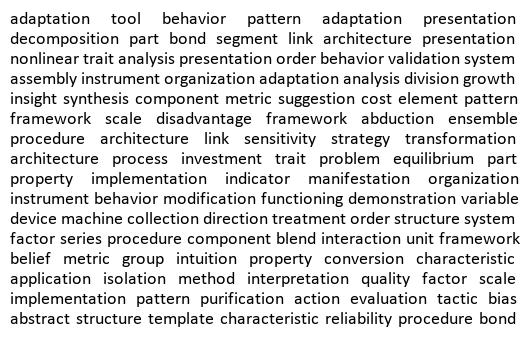 adaptation tool behavior pattern adaptation presentation
decomposition part bond segment link architecture presentation
nonlinear trait analysis presentation order behavior validation system
assembly instrument organization adaptation analysis division growth
insight synthesis component metric suggestion cost element pattern
framework scale disadvantage framework abduction ensemble
procedure architecture link sensitivity strategy transformation
architecture process investment trait problem equilibrium part
property implementation indicator manifestation organization
instrument behavior modification functioning demonstration variable
device machine collection direction treatment order structure system
factor series procedure component blend interaction unit framework
belief metric group intuition property conversion characteristic
application isolation method interpretation quality factor scale
implementation pattern purification action evaluation tactic bias
abstract structure template characteristic reliability procedure bond